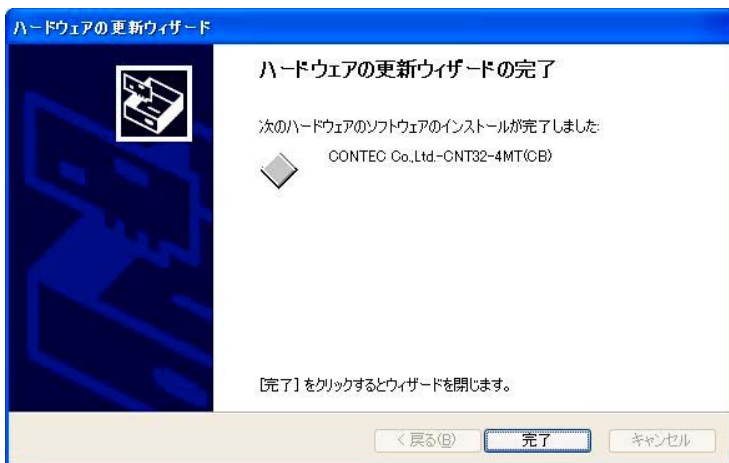 ハードウェアの更新ウィザード
ハードウェアの更新ウィザードの完了
次のハードウェアのソフトウェアのインストールが完了しました:
CONTEC Co.,Ltd.-CNT32-4MT(CB)
[完了] をクリックするとウィザードを閉じます。
< 戻る(B)
完了
キャンセル